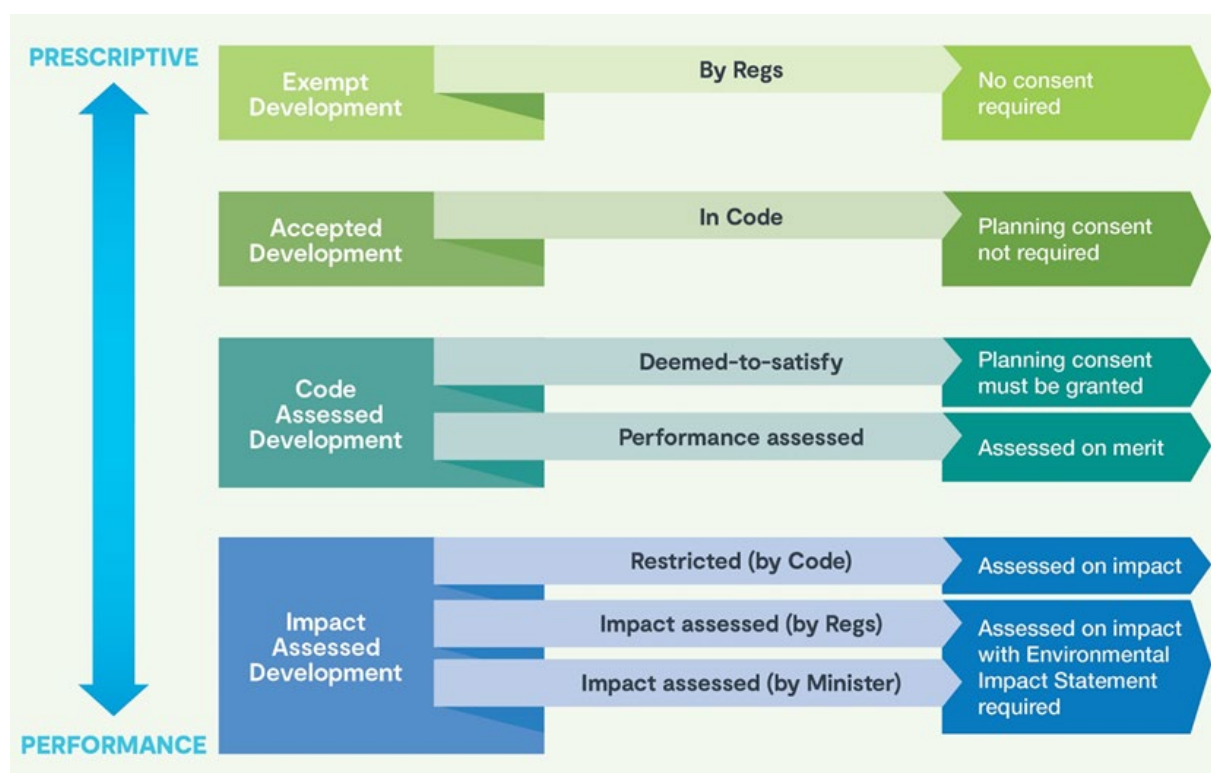 PRESCRIPTIVE
Exempt
Development
By Regs
No consent
required
Accepted
Development
In Code
Planning consent
not required
Code
Assessed
Development
Deemed-to-satisfy
Planning consent
must be granted
Performance assessed
Assessed on merit
Impact
Assessed
Development
Restricted (by Code)
Assessed on impact
Impact assessed (by Regs)
Impact assessed (by Minister)
Assessed on impact
with Environmental
Impact Statement
required
PERFORMANCE